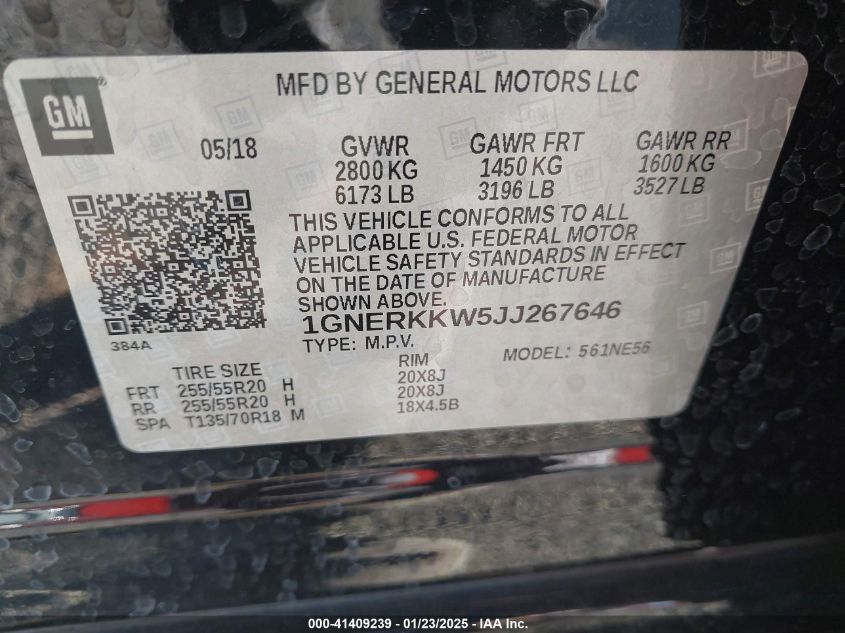 GM
®
MFD BY GENERAL MOTORS LLC
05/18 GVWR GAWR FRT GAWR RR
2800 KG 1450 KG 1600 KG
6173 LB 3196 LB 3527 LB
THIS VEHICLE CONFORMS TO ALL
APPLICABLE U.S. FEDERAL MOTOR
VEHICLE SAFETY STANDARDS IN EFFECT
ON THE DATE OF MANUFACTURE
SHOWN ABOVE.
1GNERKKW5JJ267646
384A
TYPE: M.P.V. MODEL: 561NE56
TIRE SIZE RIM
FRT 255/55R20 H 20X8J
RR 255/55R20 H 20X8J
SPA T135/70R18 M 18X4.5B
000-41409239 - 01/23/2025 - IAA Inc.